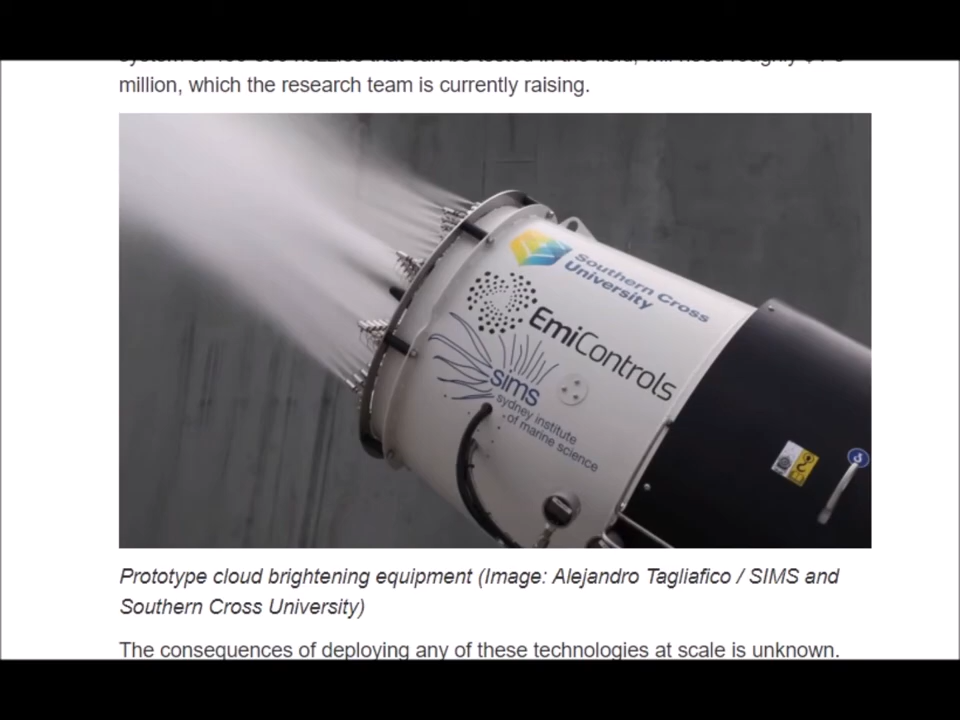 million, which the research team is currently raising.
Southern Cross
University
EmiControls
SIMS
sydney institute
of marine science
Prototype cloud brightening equipment (Image: Alejandro Tagliafico / SIMS and
Southern Cross University)
The consequences of deploying any of these technologies at scale is unknown.